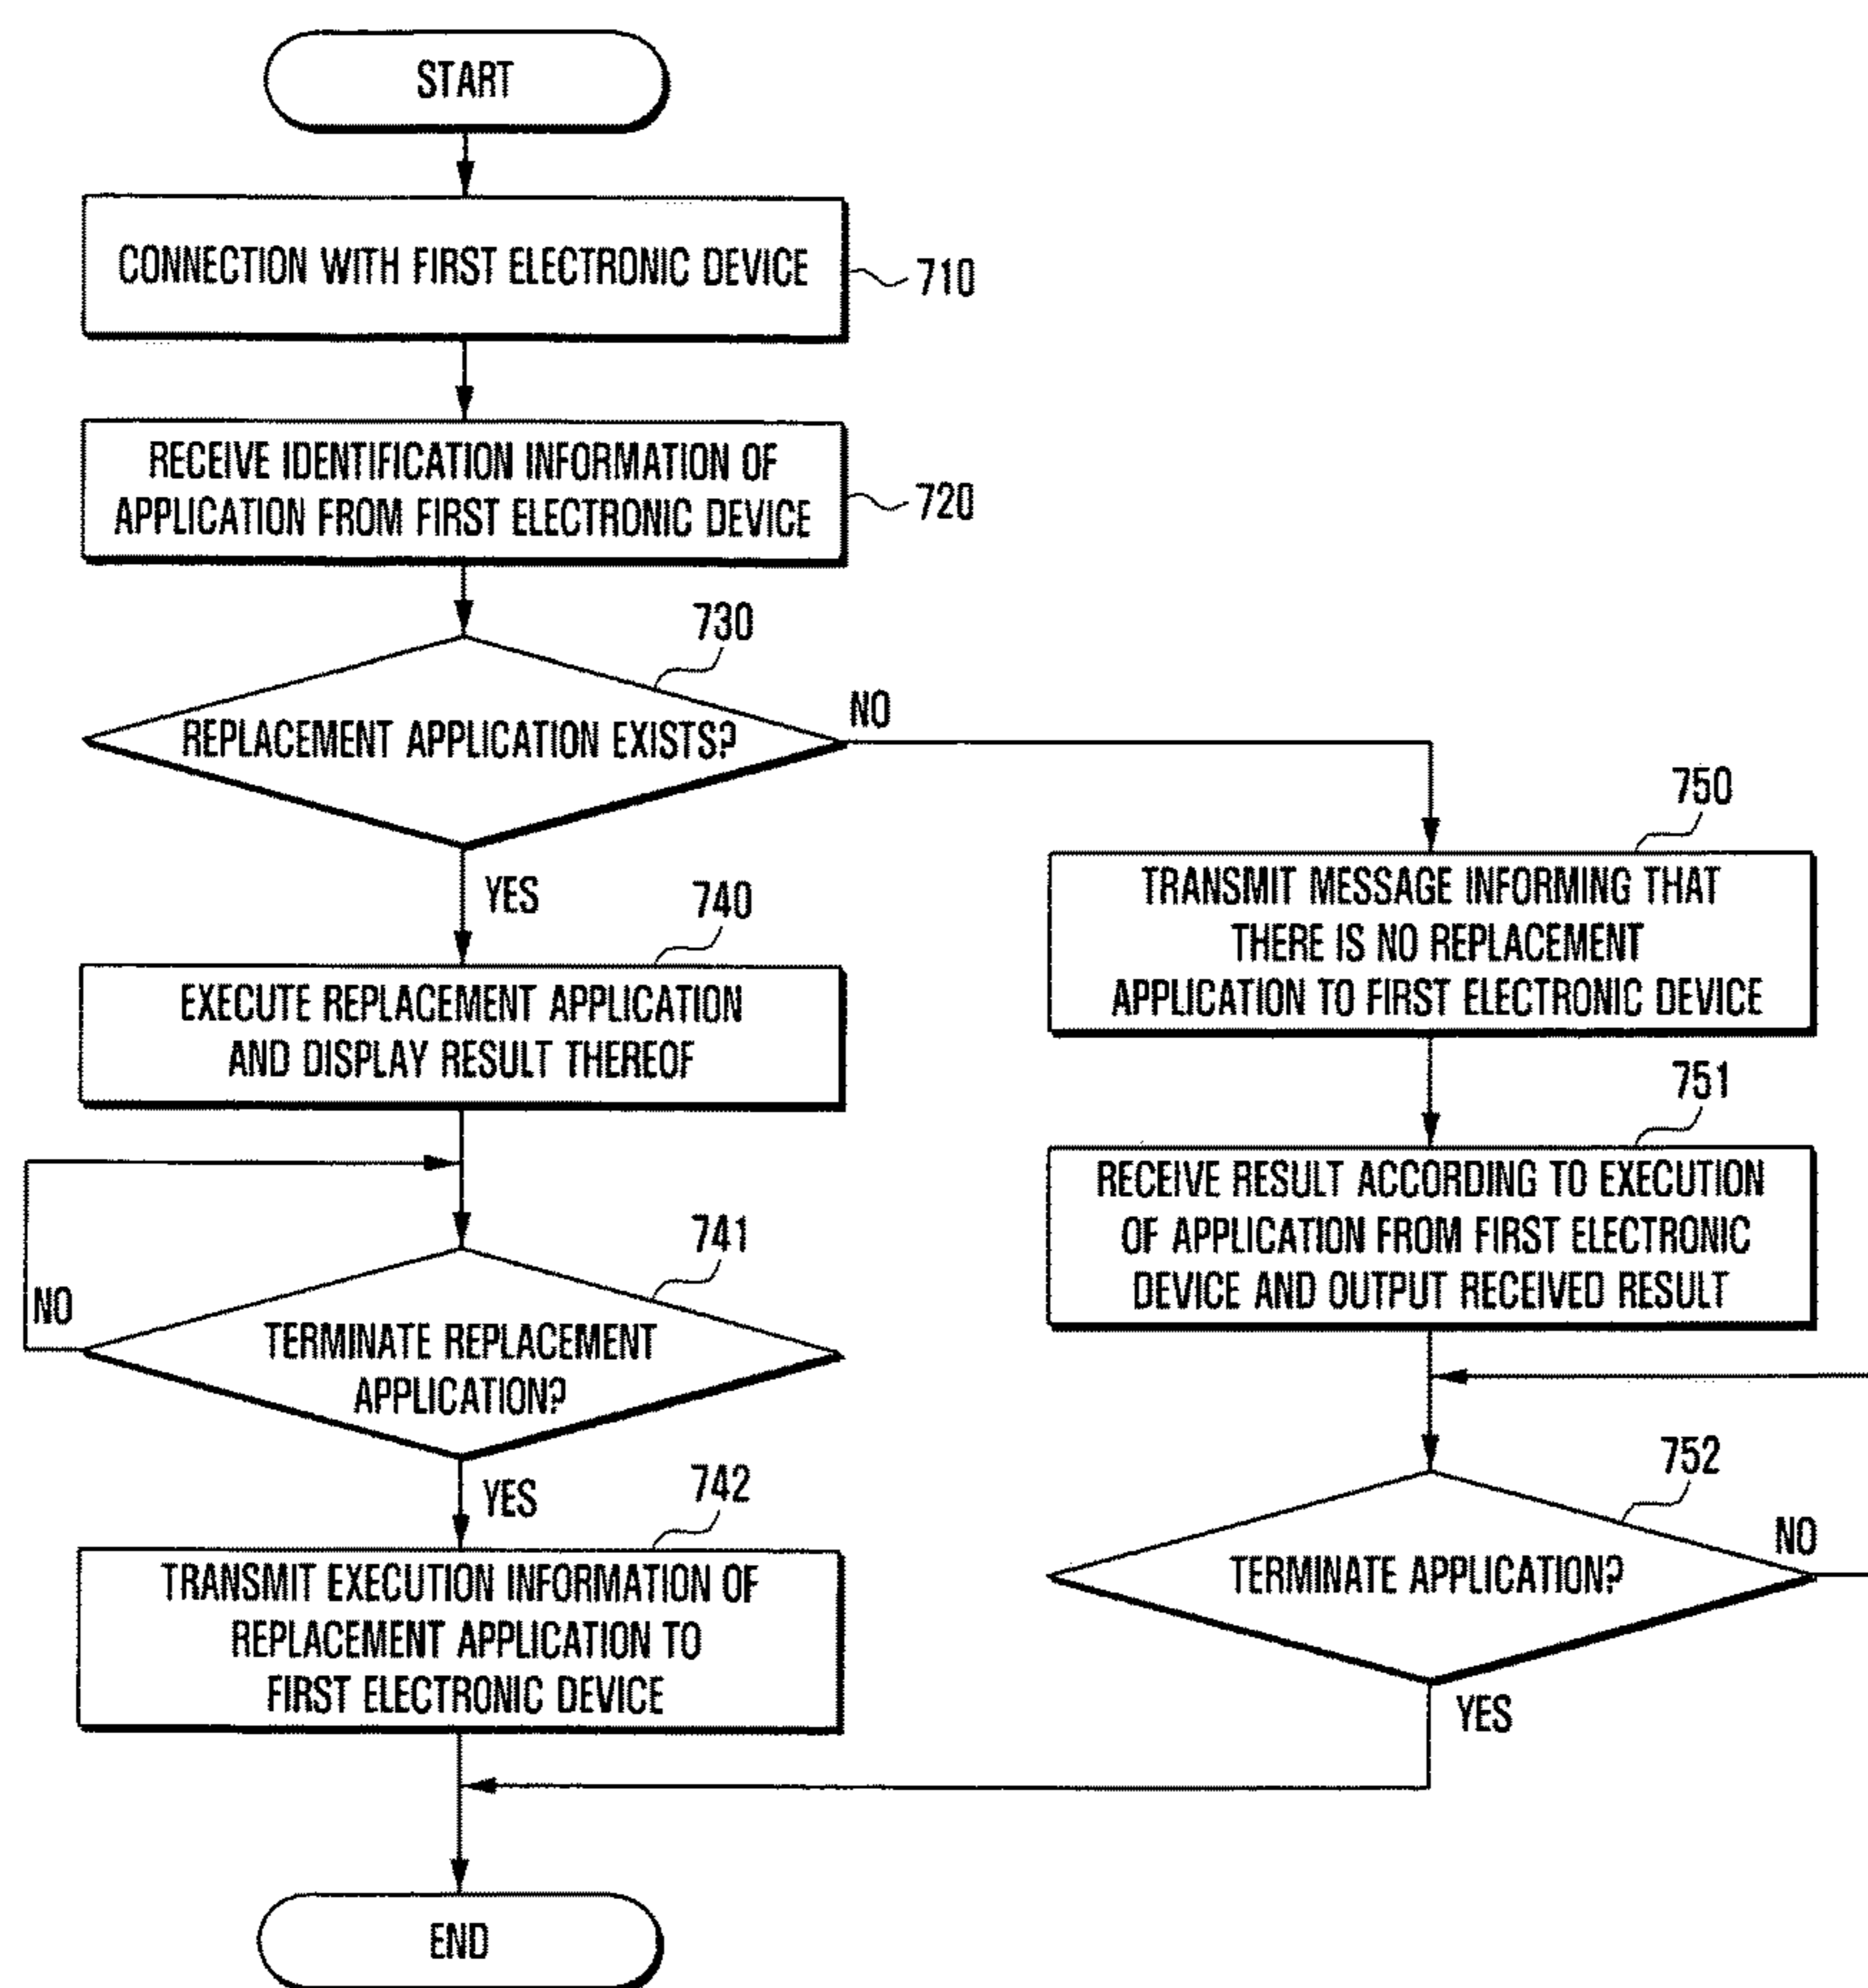 START
CONNECTION WITH FIRST ELECTRONIC DEVICE
710
RECEIVE IDENTIFICATION INFORMATION OF
APPLICATION FROM FIRST ELECTRONIC DEVICE
720
730
REPLACEMENT APPLICATION EXISTS?
NO
YES
740
EXECUTE REPLACEMENT APPLICATION
AND DISPLAY RESULT THEREOF
741
NO
TERMINATE REPLACEMENT
APPLICATION?
YES
742
TRANSMIT EXECUTION INFORMATION OF
REPLACEMENT APPLICATION TO
FIRST ELECTRONIC DEVICE
750
TRANSMIT MESSAGE INFORMING THAT
THERE IS NO REPLACEMENT
APPLICATION TO FIRST ELECTRONIC DEVICE
751
RECEIVE RESULT ACCORDING TO EXECUTION
OF APPLICATION FROM FIRST ELECTRONIC
DEVICE AND OUTPUT RECEIVED RESULT
752
NO
TERMINATE APPLICATION?
YES
END